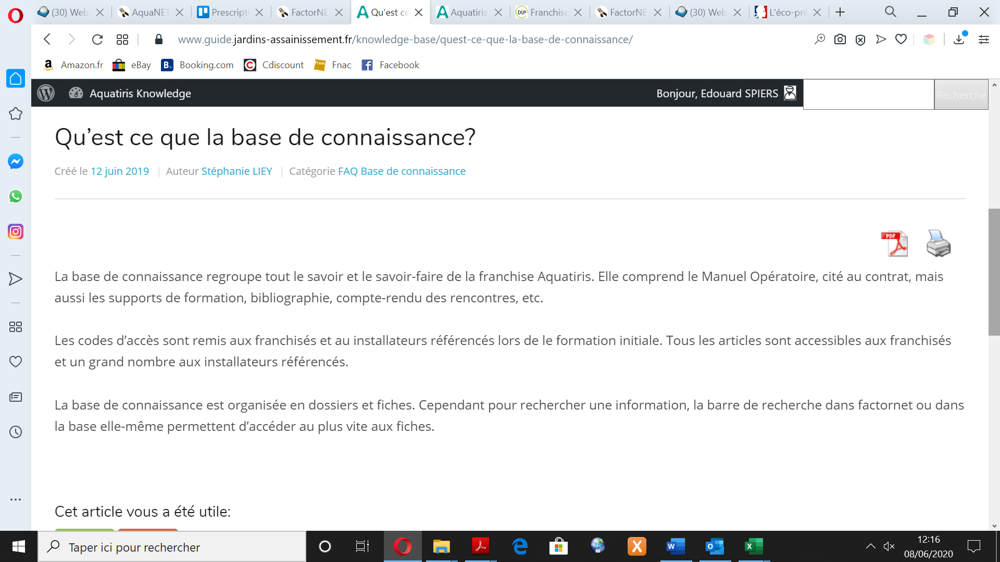 (30) Web
AquaNET
Prescripti
FactorNE
Qu'est ce
Aquatiris
DiP
Franchise
FactorNE
(30) Web
L'éco-prê
www.guide.jardins-assainissement.fr/knowledge-base/quest-ce-que-la-base-de-connaissance/
Amazon.fr
eBay
Booking.com
Cdiscount
Fnac
Facebook
Aquatiris Knowledge
Bonjour, Edouard SPIERS
Recherche
Qu’est ce que la base de connaissance?
Créé le 12 juin 2019 | Auteur Stéphanie LIEY | Catégorie FAQ Base de connaissance
PDF
La base de connaissance regroupe tout le savoir et le savoir-faire de la franchise Aquatiris. Elle comprend le Manuel Opératoire, cité au contrat, mais
aussi les supports de formation, bibliographie, compte-rendu des rencontres, etc.
Les codes d’accès sont remis aux franchisés et au installateurs référencés lors de le formation initiale. Tous les articles sont accessibles aux franchisés
et un grand nombre aux installateurs référencés.
La base de connaissance est organisée en dossiers et fiches. Cependant pour rechercher une information, la barre de recherche dans factornet ou dans
la base elle-même permettent d’accéder au plus vite aux fiches.
Cet article vous a été utile:
Taper ici pour rechercher
12:16
08/06/2020